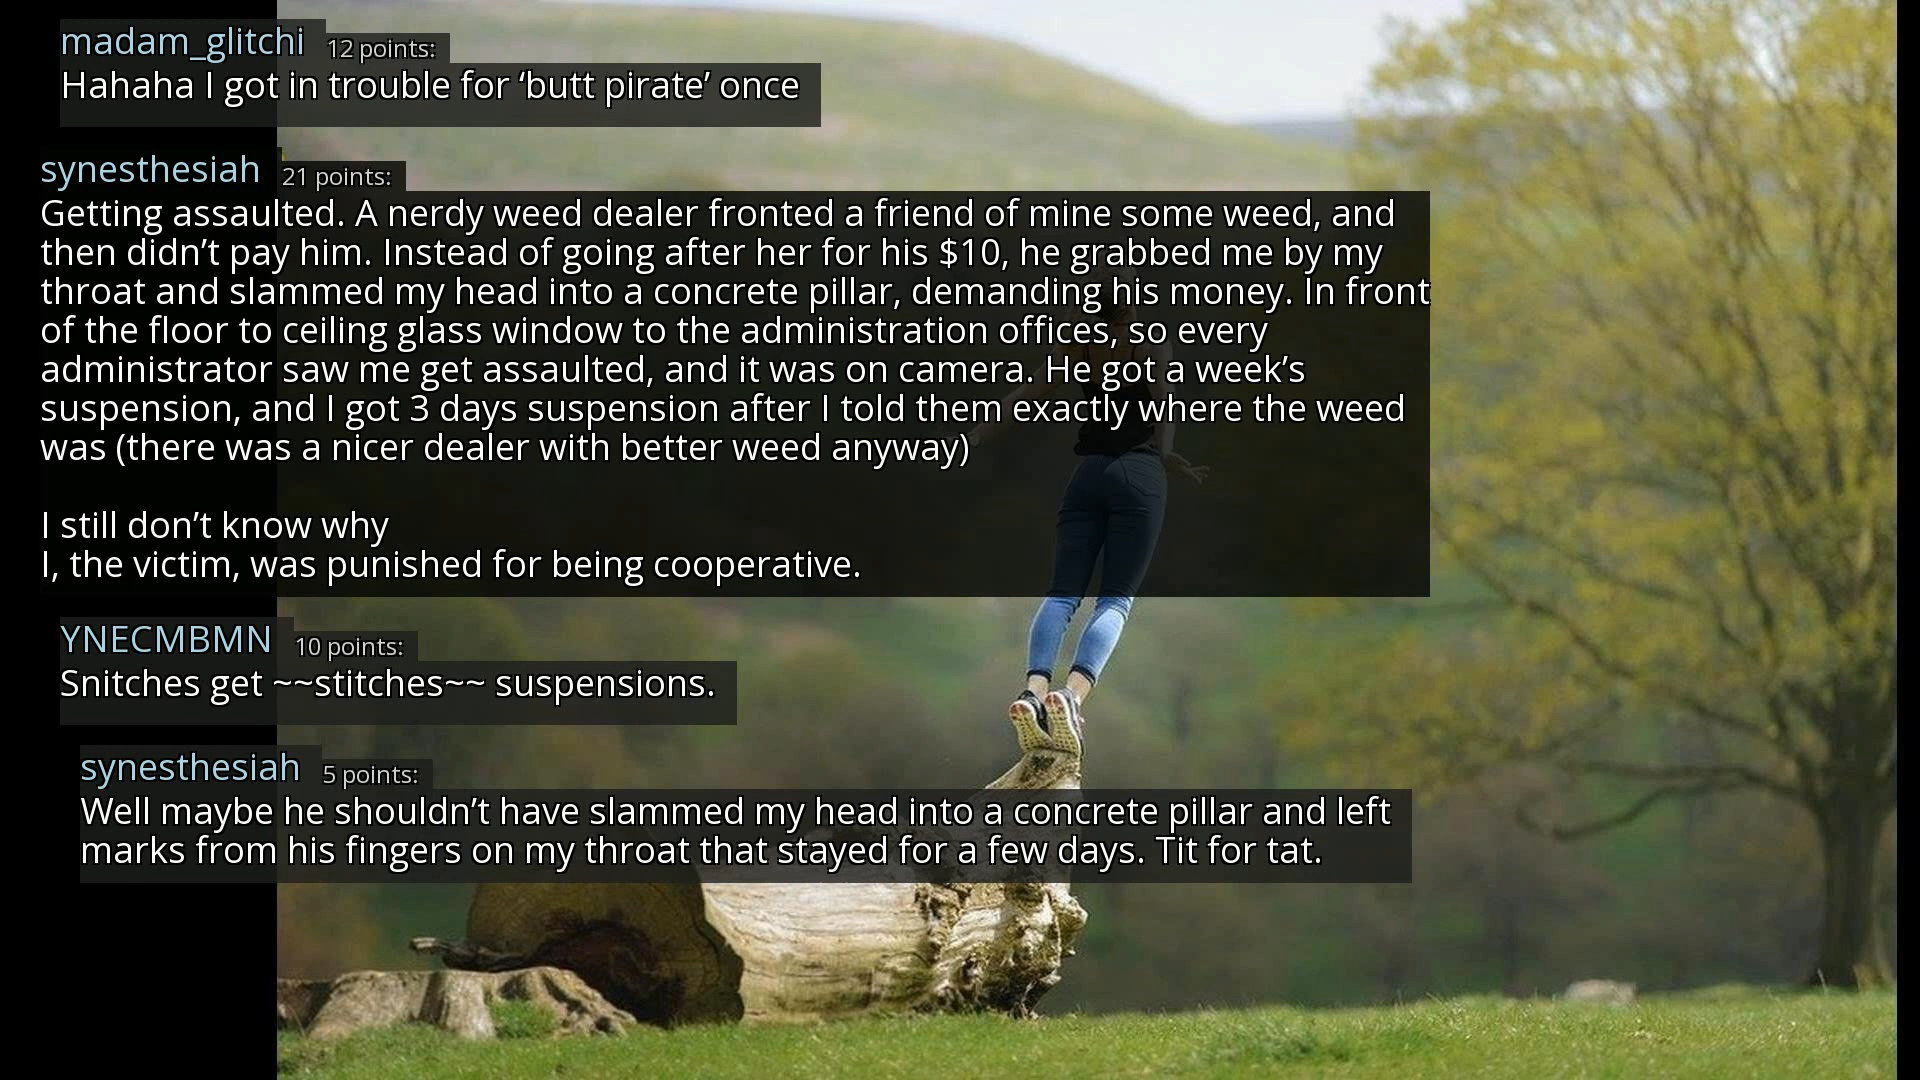 madam_glitchi 12 points:
Hahaha I got in trouble for ‘butt pirate’ once
synesthesiah 21 points:
Getting assaulted. A nerdy weed dealer fronted a friend of mine some weed, and
then didn’t pay him. Instead of going after her for his $10, he grabbed me by my
throat and slammed my head into a concrete pillar, demanding his money. In front
of the floor to ceiling glass window to the administration offices, so every
administrator saw me get assaulted, and it was on camera. He got a week’s
suspension, and I got 3 days suspension after I told them exactly where the weed
was (there was a nicer dealer with better weed anyway)
I still don’t know why
I, the victim, was punished for being cooperative.
YNECMBMN 10 points:
Snitches get ~~stitches~~ suspensions.
synesthesiah 5 points:
Well maybe he shouldn’t have slammed my head into a concrete pillar and left
marks from his fingers on my throat that stayed for a few days. Tit for tat.